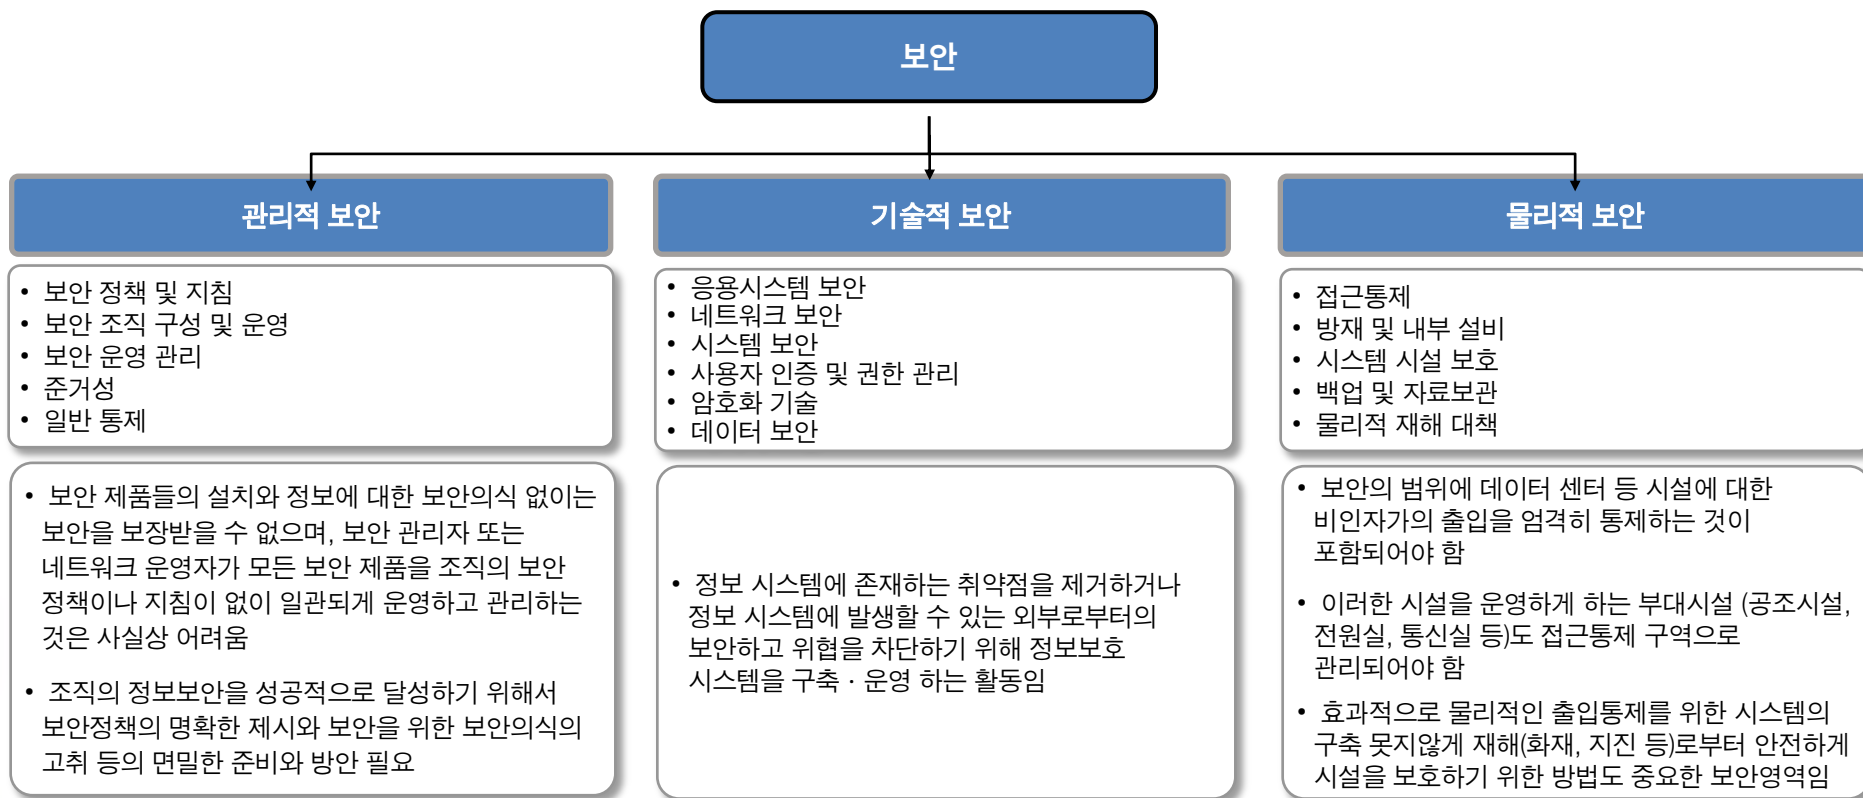 보안
관리적 보안
• 보안 정책 및 지침
• 보안 조직 구성 및 운영
• 보안 운영 관리
• 준거성
• 일반 통제
• 보안 제품들의 설치와 정보에 대한 보안의식 없이는
보안을 보장받을 수 없으며, 보안 관리자 또는
네트워크 운영자가 모든 보안 제품을 조직의 보안
정책이나 지침이 없이 일관되게 운영하고 관리하는
것은 사실상 어려움
• 조직의 정보보안을 성공적으로 달성하기 위해서
보안정책의 명확한 제시와 보안을 위한 보안의식의
고취 등의 면밀한 준비와 방안 필요
기술적 보안
• 응용시스템 보안
• 네트워크 보안
• 시스템 보안
• 사용자 인증 및 권한 관리
• 암호화 기술
• 데이터 보안
• 정보 시스템에 존재하는 취약점을 제거하거나
정보 시스템에 발생할 수 있는 외부로부터의
보안하고 위협을 차단하기 위해 정보보호
시스템을 구축 · 운영 하는 활동임
물리적 보안
• 접근통제
• 방재 및 내부 설비
• 시스템 시설 보호
• 백업 및 자료보관
• 물리적 재해 대책
• 보안의 범위에 데이터 센터 등 시설에 대한
비인자가의 출입을 엄격히 통제하는 것이
포함되어야 함
• 이러한 시설을 운영하게 하는 부대시설 (공조시설,
전원실, 통신실 등)도 접근통제 구역으로
관리되어야 함
• 효과적으로 물리적인 출입통제를 위한 시스템의
구축 못지않게 재해(화재, 지진 등)로부터 안전하게
시설을 보호하기 위한 방법도 중요한 보안영역임